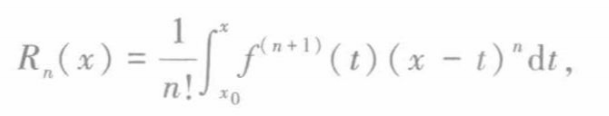 R_n(x) = \frac{1}{n!}\int_{x_0}^{x} f^{(n+1)}(t)(x - t)^n dt,